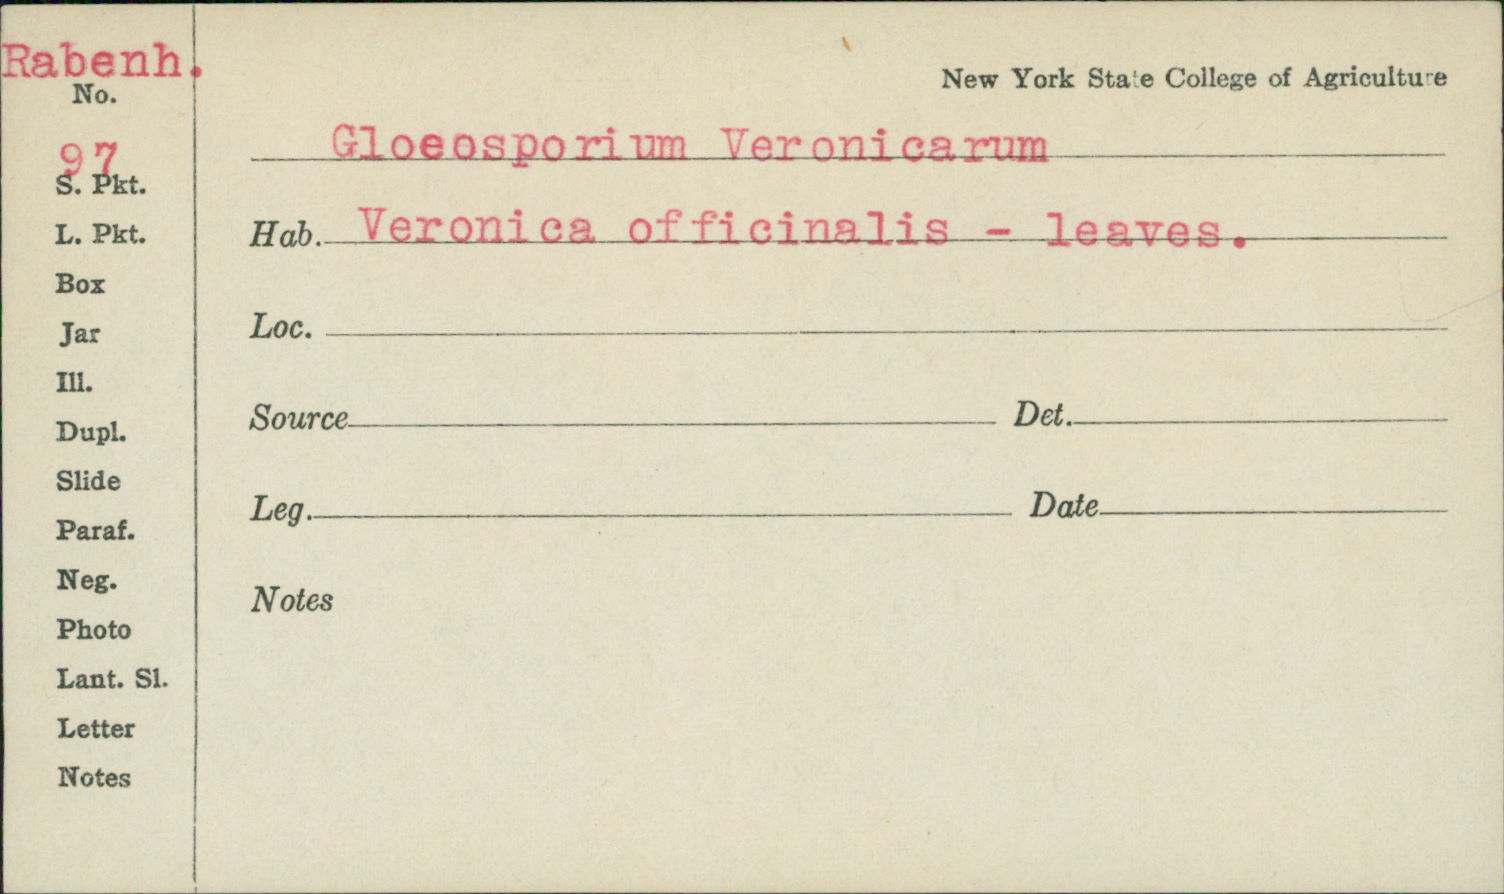 Rabenh.
No.
97
S. Pkt.
L. Pkt.
Box
Jar
Ill.
Dupl.
Slide
Paraf.
Neg.
Photo
Lant. Sl.
Letter
Notes
New York State College of Agriculture
Gloeosporium Veronicarum
Hab. Veronica officinalis - leaves.
Loc.
Source Det.
Leg. Date
Notes